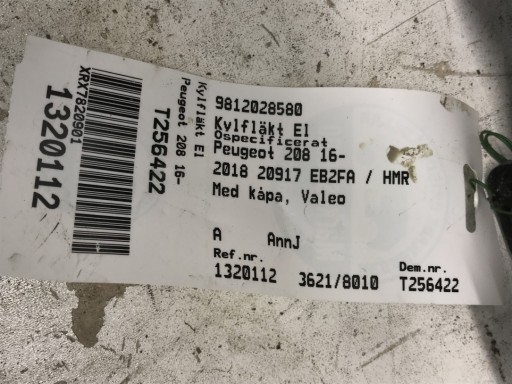 XRX7820901
1320112
T256422
Peugeot 208 16-
Kylfläkt El
9812028580
Kylfläkt El
Ospecificerat
Peugeot 208 16-
2018 20917 EB2FA / HMR
Med kåpa, Valeo
A AnnJ
Ref.nr. Dem.nr.
1320112 3621/8010 T256422